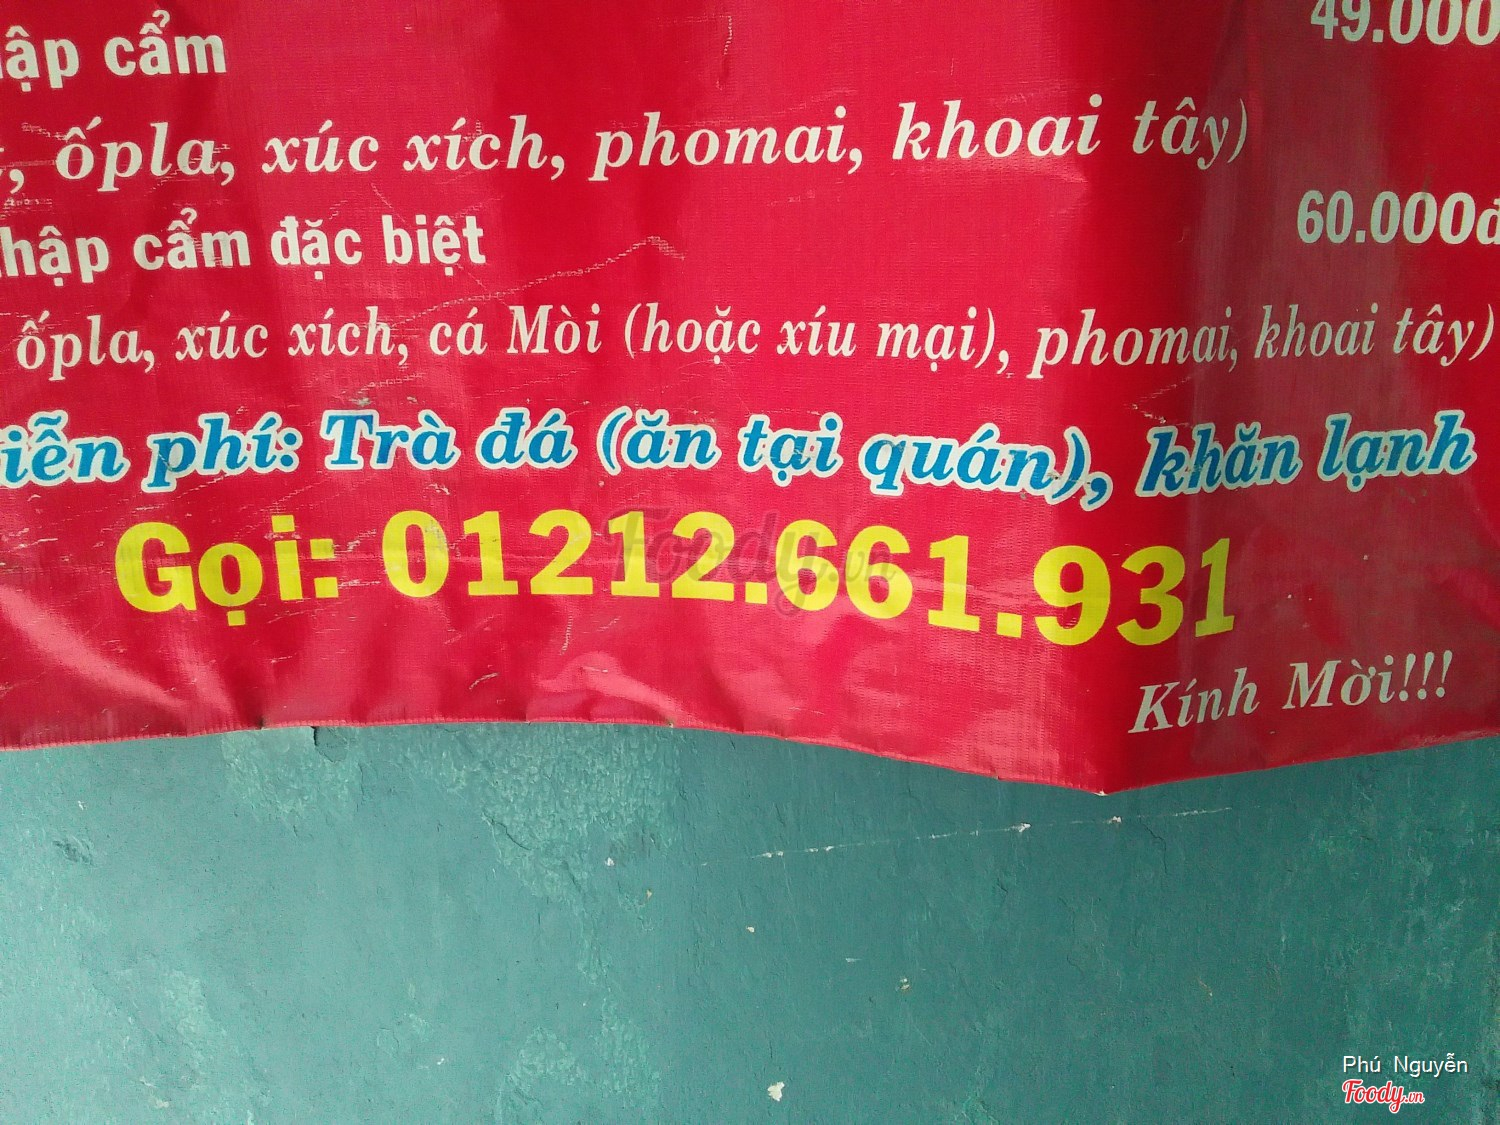 hập cẩm 49.000
, ốpla, xúc xích, phomai, khoai tây)
hập cẩm đặc biệt 60.000đ
ốpla, xúc xích, cá Mòi (hoặc xíu mại), phomai, khoai tây)
iễn phí: Trà đá (ăn tại quán), khăn lạnh
Gọi: 01212.661.931
Kính Mời!!!
Foody.vn
Phú Nguyễn
Foody.vn